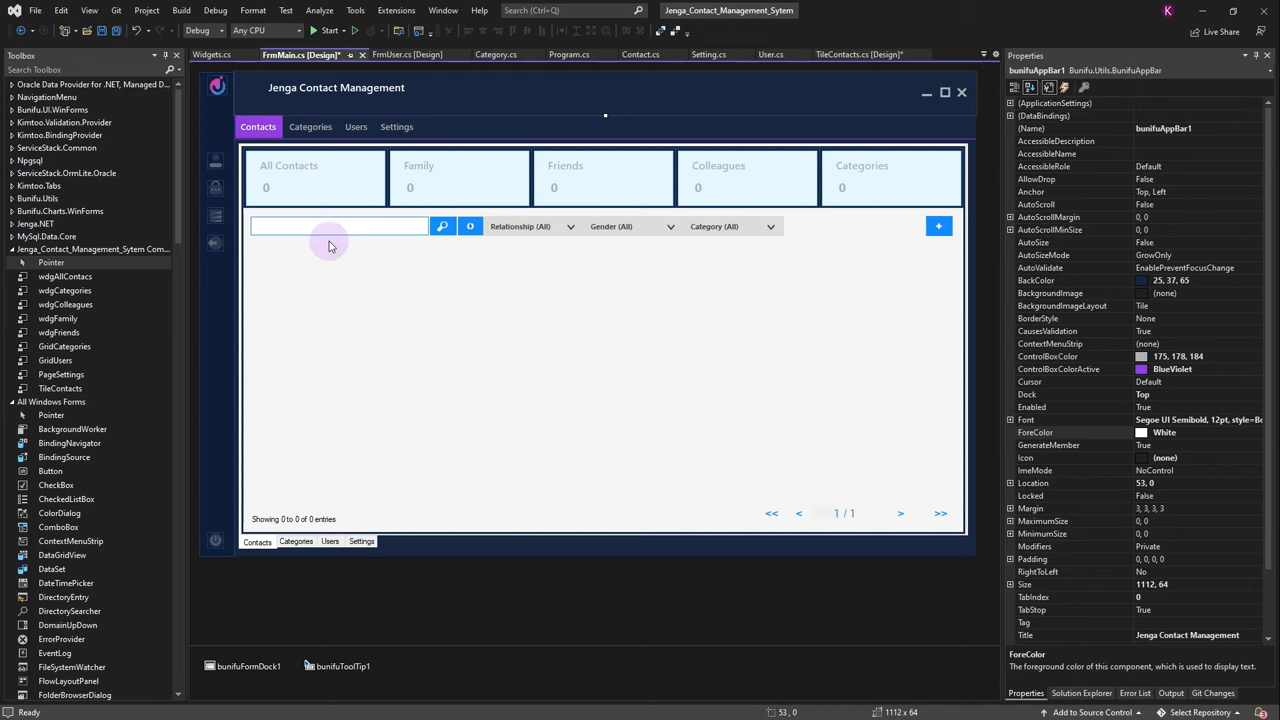 File Edit View Git Project Build Debug Format Test Analyze Tools Extensions Window Help Search (Ctrl+Q) Jenga_Contact_Management_Sytem K
Debug Any CPU Start Live Share
Toolbox
Search Toolbox
Oracle Data Provider for .NET, Managed D...
NavigationMenu
Bunifu.UI.WinForms
Kimtoo.Validation.Provider
Kimtoo.BindingProvider
ServiceStack.Common
Npgsql
ServiceStack.OrmLite.Oracle
Kimtoo.Tabs
Bunifu.Utils
Bunifu.Charts.WinForms
Jenga.NET
MySql.Data.Core
Jenga_Contact_Management_Sytem Com...
Pointer
wdgAllContacs
wdgCategories
wdgColleagues
wdgFamily
wdgFriends
GridCategories
GridUsers
PageSettings
TileContacts
All Windows Forms
Pointer
BackgroundWorker
BindingNavigator
BindingSource
Button
CheckBox
CheckedListBox
ColorDialog
ComboBox
ContextMenuStrip
DataGridView
DataSet
DateTimePicker
DirectoryEntry
DirectorySearcher
DomainUpDown
ErrorProvider
EventLog
FileSystemWatcher
FlowLayoutPanel
FolderBrowserDialog
Widgets.cs FrmMain.cs [Design]* FrmUser.cs [Design] Category.cs Program.cs Contact.cs Setting.cs User.cs TileContacts.cs [Design]*
Jenga Contact Management
Contacts Categories Users Settings
All Contacts Family Friends Colleagues Categories
0 0 0 0 0
Relationship (All) Gender (All) Category (All) +
Showing 0 to 0 of 0 entries << < 1 / 1 > >>
Contacts Categories Users Settings
bunifuFormDock1 bunifuToolTip1
Properties
bunifuAppBar1 Bunifu.Utils.BunifuAppBar
(ApplicationSettings)
(DataBindings)
(Name) bunifuAppBar1
AccessibleDescription
AccessibleName
AccessibleRole Default
AllowDrop False
Anchor Top, Left
AutoScroll False
AutoScrollMargin 0, 0
AutoScrollMinSize 0, 0
AutoSize False
AutoSizeMode GrowOnly
AutoValidate EnablePreventFocusChange
BackColor 25, 37, 65
BackgroundImage (none)
BackgroundImageLayout Tile
BorderStyle None
CausesValidation True
ContextMenuStrip (none)
ControlBoxColor 175, 178, 184
ControlBoxColorActive BlueViolet
Cursor Default
Dock Top
Enabled True
Font Segoe UI Semibold, 12pt, style=Bo
ForeColor White
GenerateMember True
Icon (none)
ImeMode NoControl
Location 53, 0
Locked False
Margin 3, 3, 3, 3
MaximumSize 0, 0
MinimumSize 0, 0
Modifiers Private
Padding 0, 0, 0, 0
RightToLeft No
Size 1112, 64
TabIndex 0
TabStop True
Tag
Title Jenga Contact Management
ForeColor
The foreground color of this component, which is used to display text.
Properties Solution Explorer Error List Output Git Changes
Ready 53 , 0 1112 x 64 Add to Source Control Select Repository